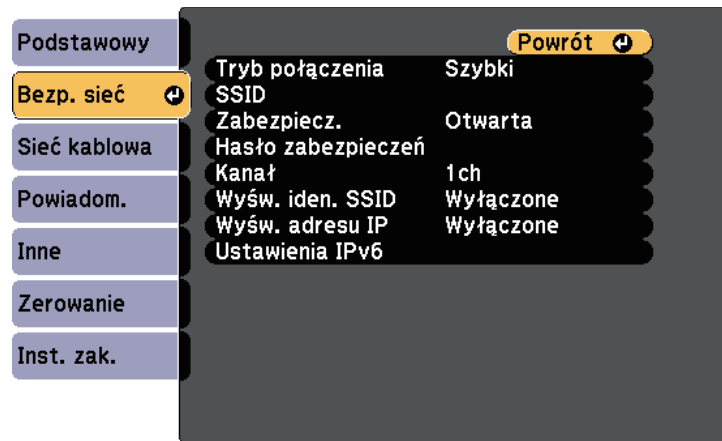 Podstawowy
Bezp. sieć
Sieć kablowa
Powiadom.
Inne
Zerowanie
Inst. zak.
Powrót
Tryb połączenia Szybki
SSID
Zabezpiecz. Otwarta
Hasło zabezpieczeń
Kanał 1ch
Wyśw. iden. SSID Wyłączone
Wyśw. adresu IP Wyłączone
Ustawienia IPv6